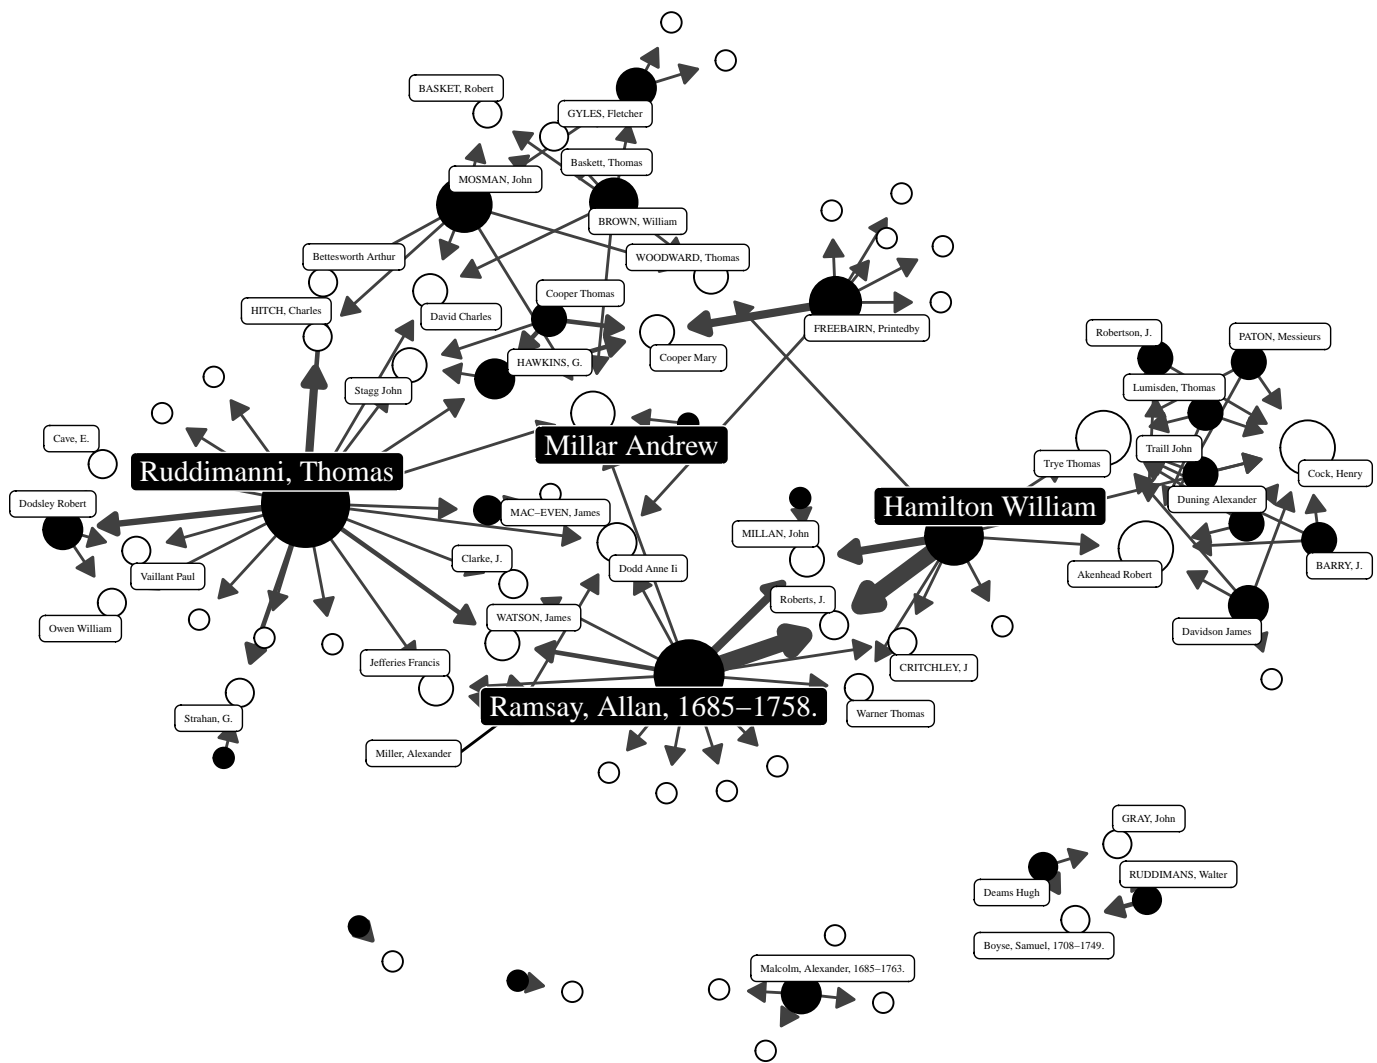 BASKET, Robert
GYLES, Fletcher
Baskett, Thomas
MOSMAN, John
BROWN, William
Bettesworth Arthur
WOODWARD, Thomas
Cooper Thomas
HITCH, Charles
David Charles
FREEBAIRN, Printedby
Robertson, J.
PATON, Messieurs
Cooper Mary
HAWKINS, G.
Lumisden, Thomas
Stagg John
Cave, E.
Millar Andrew
Traill John
Ruddimanni, Thomas
Trye Thomas
Cock, Henry
Dodsley Robert
MAC−EVEN, James
Hamilton William
Duning Alexander
MILLAN, John
Clarke, J.
Dodd Anne Ii
Vaillant Paul
Akenhead Robert
BARRY, J.
Roberts, J.
WATSON, James
Owen William
Davidson James
Jefferies Francis
CRITCHLEY, J
Ramsay, Allan, 1685−1758.
Strahan, G.
Warner Thomas
Miller, Alexander
GRAY, John
RUDDIMANS, Walter
Deams Hugh
Boyse, Samuel, 1708−1749.
Malcolm, Alexander, 1685−1763.